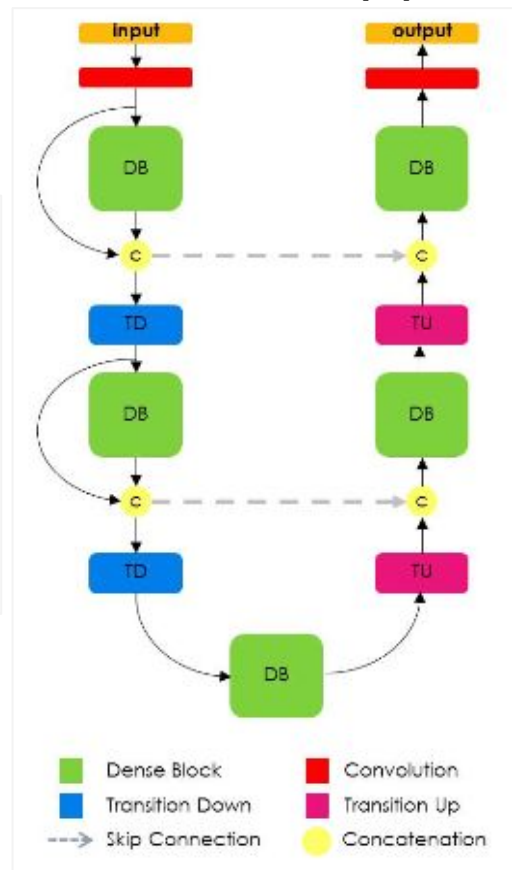 input
output
DB
DB
C
C
TD
TU
DB
DB
C
C
TD
TU
DB
Dense Block
Convolution
Transition Down
Transition Up
Skip Connection
Concatenation